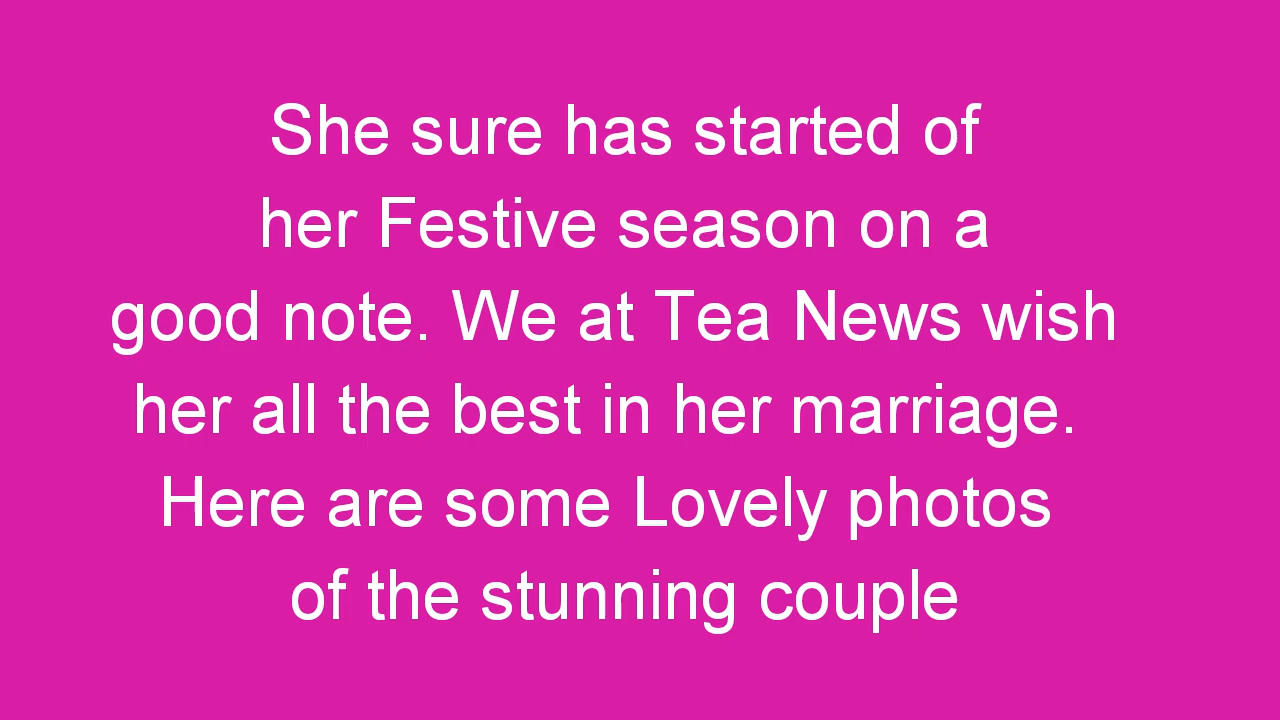 She sure has started of
her Festive season on a
good note. We at Tea News wish
her all the best in her marriage.
Here are some Lovely photos
of the stunning couple